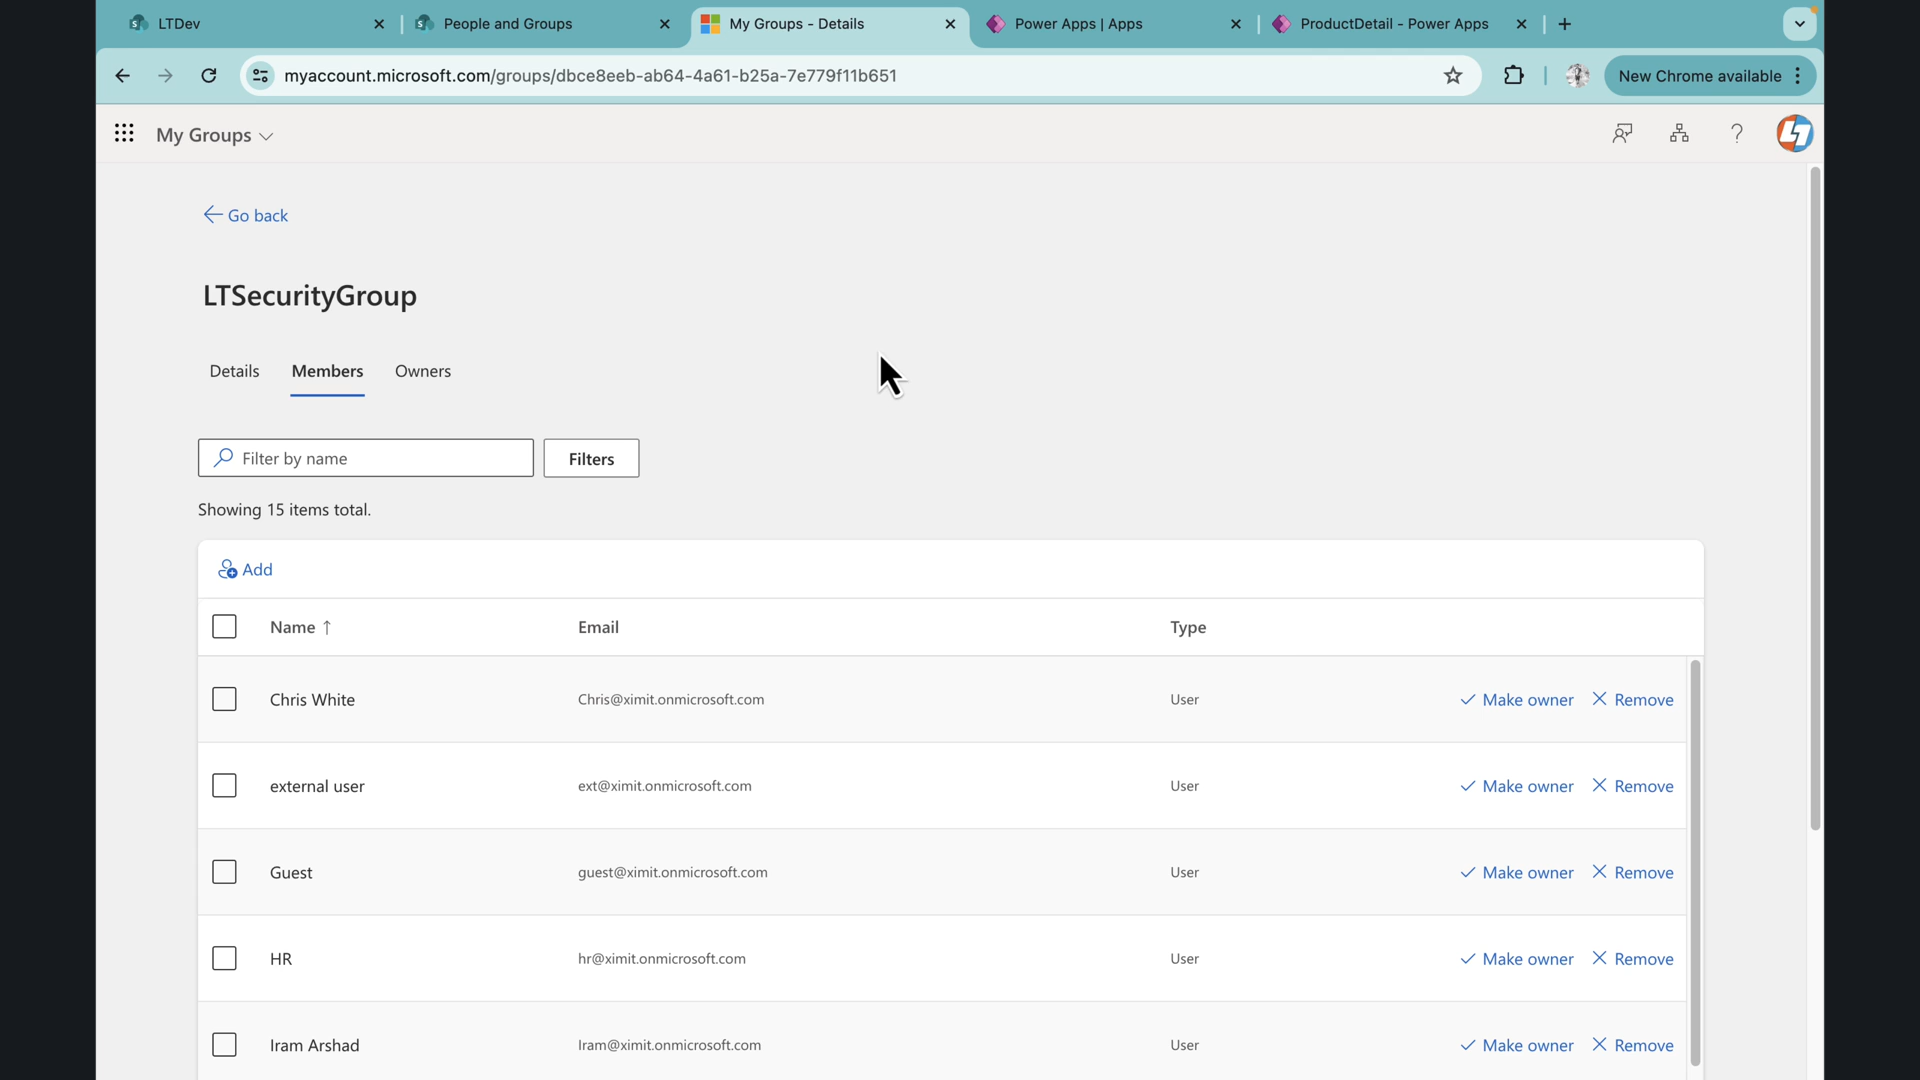 LTDev
People and Groups
My Groups - Details
Power Apps | Apps
ProductDetail - Power Apps
myaccount.microsoft.com/groups/dbce8eeb-ab64-4a61-b25a-7e779f11b651
New Chrome available
My Groups
Go back
LTSecurityGroup
Details Members Owners
Filter by name
Filters
Showing 15 items total.
Add
Name ↑ Email Type
Chris White Chris@ximit.onmicrosoft.com User Make owner Remove
external user ext@ximit.onmicrosoft.com User Make owner Remove
Guest guest@ximit.onmicrosoft.com User Make owner Remove
HR hr@ximit.onmicrosoft.com User Make owner Remove
Iram Arshad Iram@ximit.onmicrosoft.com User Make owner Remove